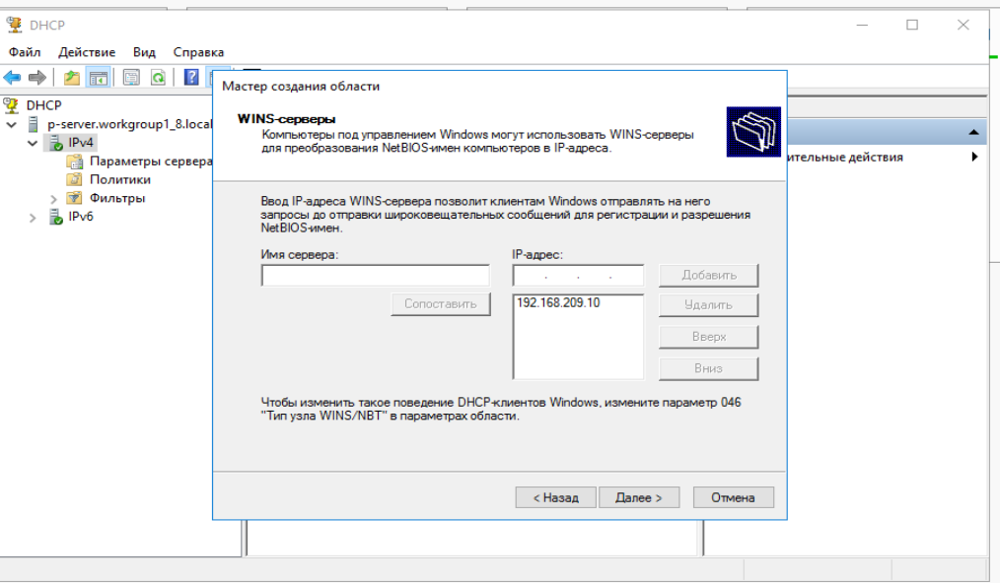 DHCP
Файл Действие Вид Справка
DHCP
p-server.workgroup1_8.local
IPv4
Параметры сервера
Политики
Фильтры
IPv6
Мастер создания области
WINS-серверы
Компьютеры под управлением Windows могут использовать WINS-серверы
для преобразования NetBIOS-имен компьютеров в IP-адреса.
Ввод IP-адреса WINS-сервера позволит клиентам Windows отправлять на него
запросы до отправки широковещательных сообщений для регистрации и разрешения
NetBIOS-имен.
Имя сервера:
IP-адрес:
Добавить
Сопоставить
192.168.209.10
Удалить
Вверх
Вниз
Чтобы изменить такое поведение DHCP-клиентов Windows, измените параметр 046
"Тип узла WINS/NBT" в параметрах области.
< Назад
Далее >
Отмена
ительные действия